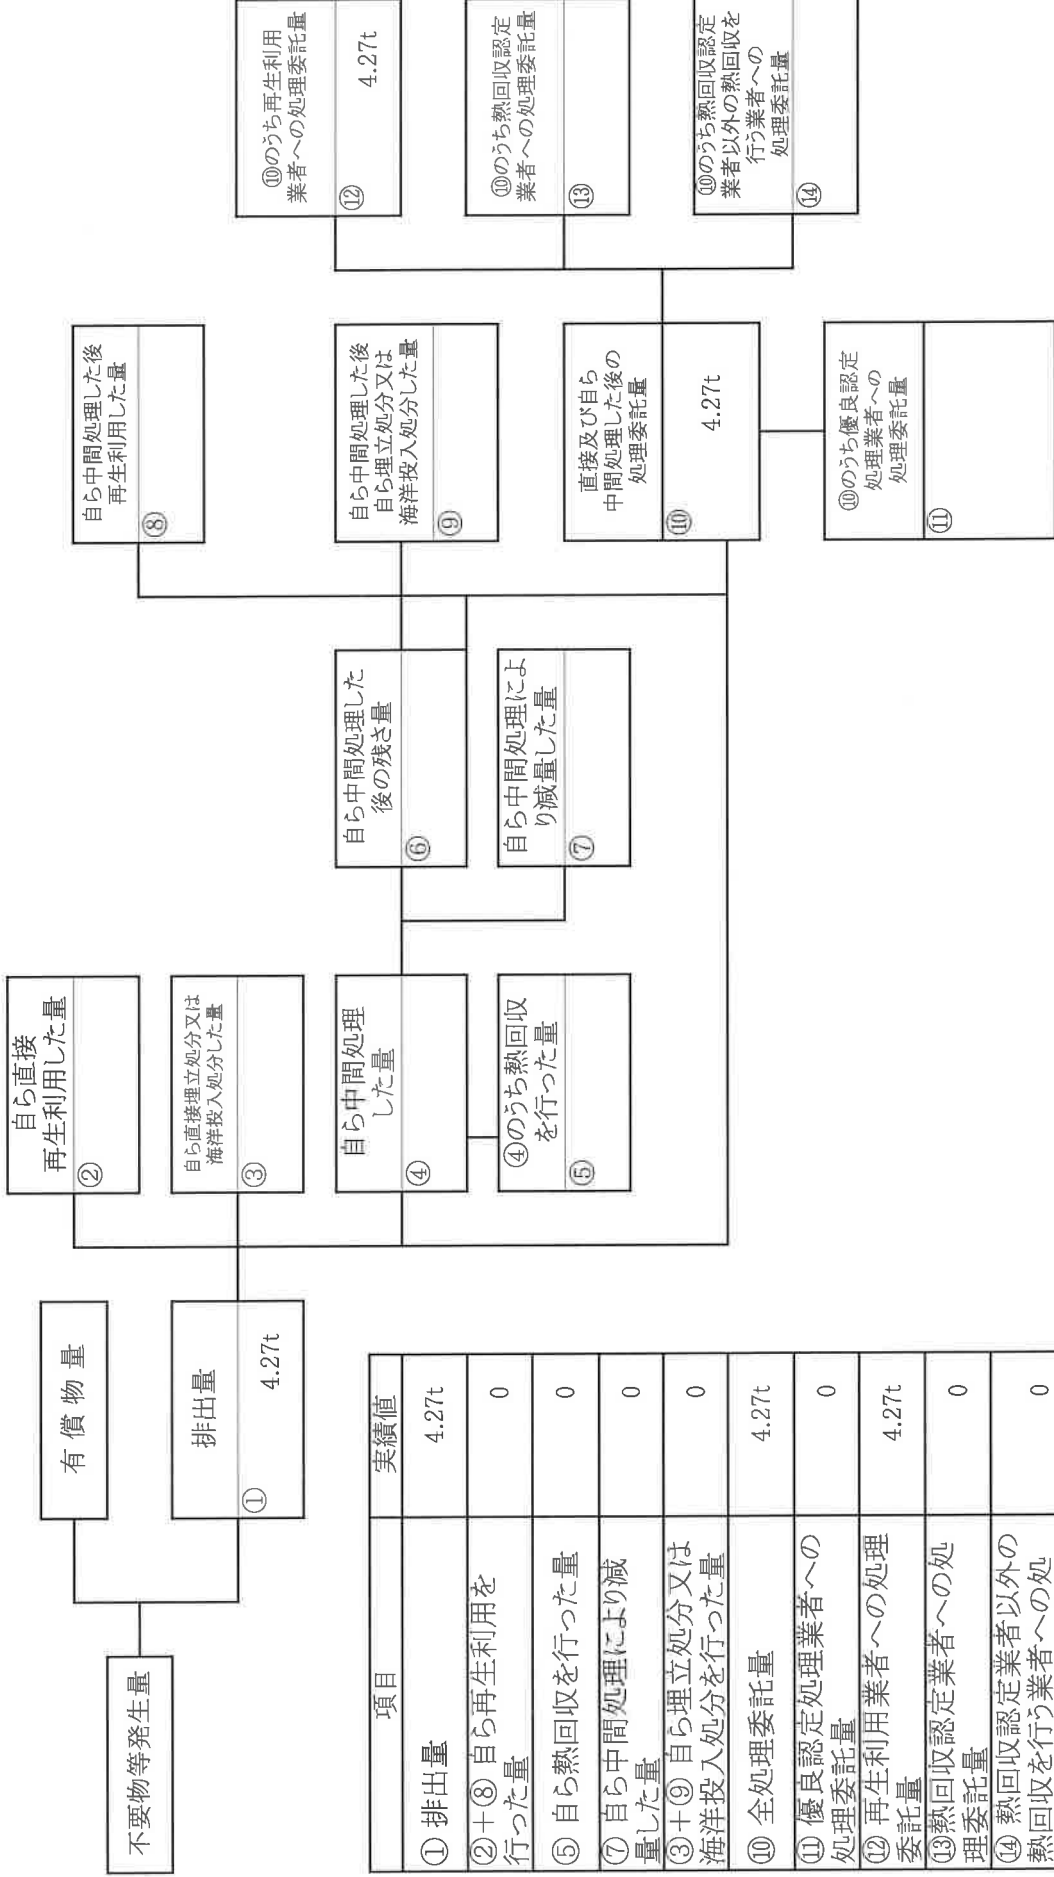 不要物等発生量
有償物量
排出量
①
4.27t
自ら直接
再生利用した量
②
自ら直接埋立処分又は
海洋投入処分した量
③
自ら中間処理
した量
④
④のうち熱回収
を行った量
⑤
自ら中間処理した
後の残さ量
⑥
自ら中間処理によ
り減量した量
⑦
自ら中間処理した後
再生利用した量
⑧
自ら中間処理した後
自ら埋立処分又は
海洋投入処分した量
⑨
直接及び自ら
中間処理した後の
処理委託量
⑩
4.27t
⑩のうち優良認定
処理業者への
処理委託量
⑪
⑩のうち再生利用
業者への処理委託量
⑫
4.27t
⑩のうち熱回収認定
業者への処理委託量
⑬
⑩のうち熱回収認定
業者以外の熱回収を
行う業者への
処理委託量
⑭
項目 実績値
① 排出量 4.27t
②+⑧ 自ら再生利用を
行った量 0
⑤ 自ら熱回収を行った量 0
⑦ 自ら中間処理により減
量した量 0
③+⑨ 自ら埋立処分又は
海洋投入処分を行った量 0
⑩ 全処理委託量 4.27t
⑪ 優良認定処理業者への
処理委託量 0
⑫ 再生利用業者への処理
委託量 4.27t
⑬熱回収認定業者への処
理委託量 0
⑭ 熱回収認定業者以外の
熱回収を行う業者への処 0